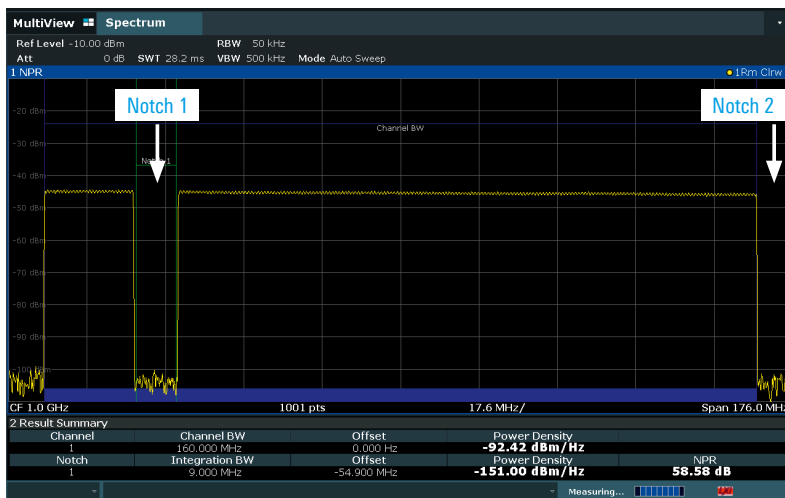 MultiView Spectrum
Ref Level -10.00 dBm RBW 50 kHz
Att 0 dB SWT 28.2 ms VBW 500 kHz Mode Auto Sweep
1 NPR 1Rm Clrw
-20 dBm
Notch 1 Notch 2
Channel BW
-30 dBm
Notch 1
-40 dBm
-50 dBm
-60 dBm
-70 dBm
-80 dBm
-90 dBm
-100 dBm
CF 1.0 GHz 1001 pts 17.6 MHz/ Span 176.0 MHz
2 Result Summary
Channel Channel BW Offset Power Density
1 160.000 MHz 0.000 Hz -92.42 dBm/Hz
Notch Integration BW Offset Power Density NPR
1 9.000 MHz -54.900 MHz -151.00 dBm/Hz 58.58 dB
Measuring...